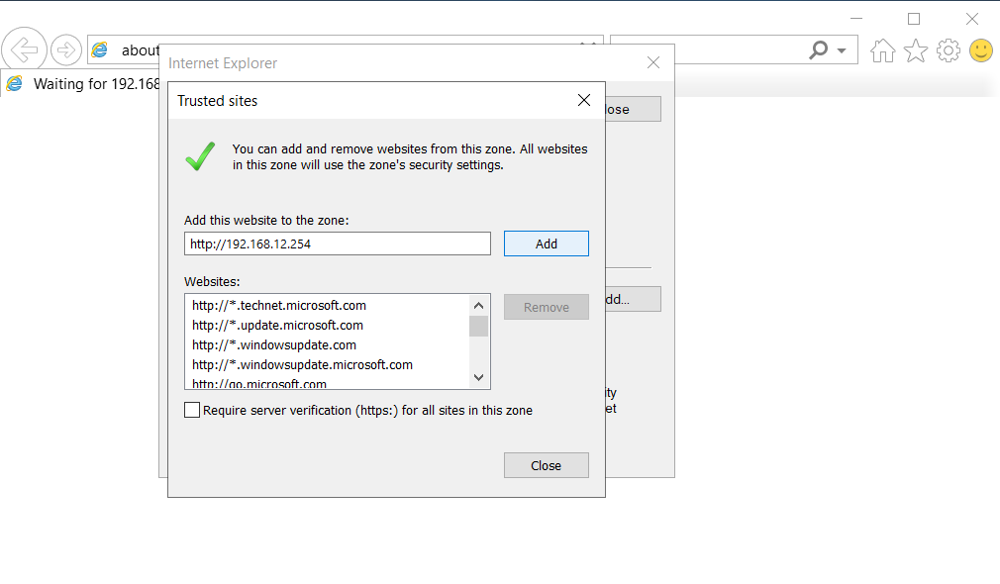 about
Internet Explorer
Waiting for 192.168
Trusted sites
lose
You can add and remove websites from this zone. All websites
in this zone will use the zone's security settings.
Add this website to the zone:
http://192.168.12.254
Add
Websites:
http://*.technet.microsoft.com
http://*.update.microsoft.com
http://*.windowsupdate.com
http://*.windowsupdate.microsoft.com
http://go.microsoft.com
Remove
dd...
ity
et
Require server verification (https:) for all sites in this zone
Close